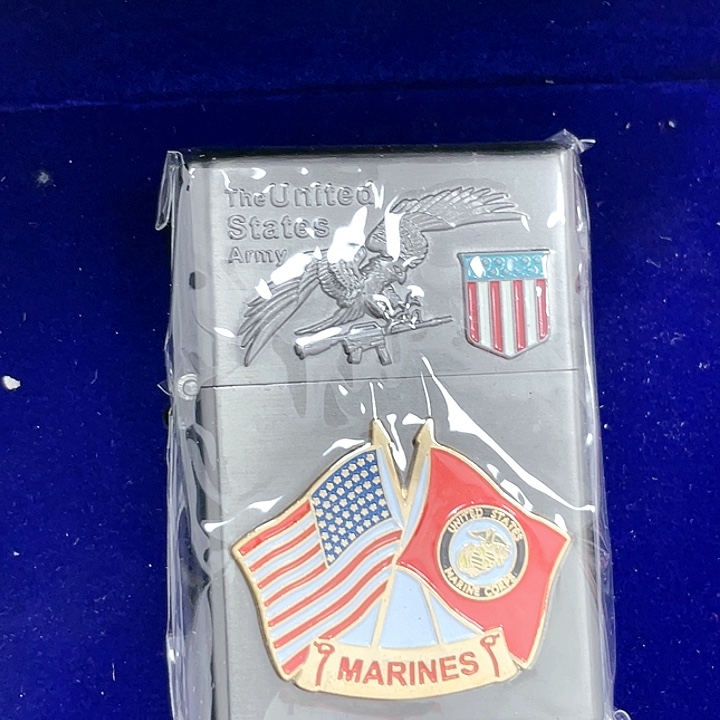 The United
States
Army
UNITED STATES
MARINE CORPS
MARINES